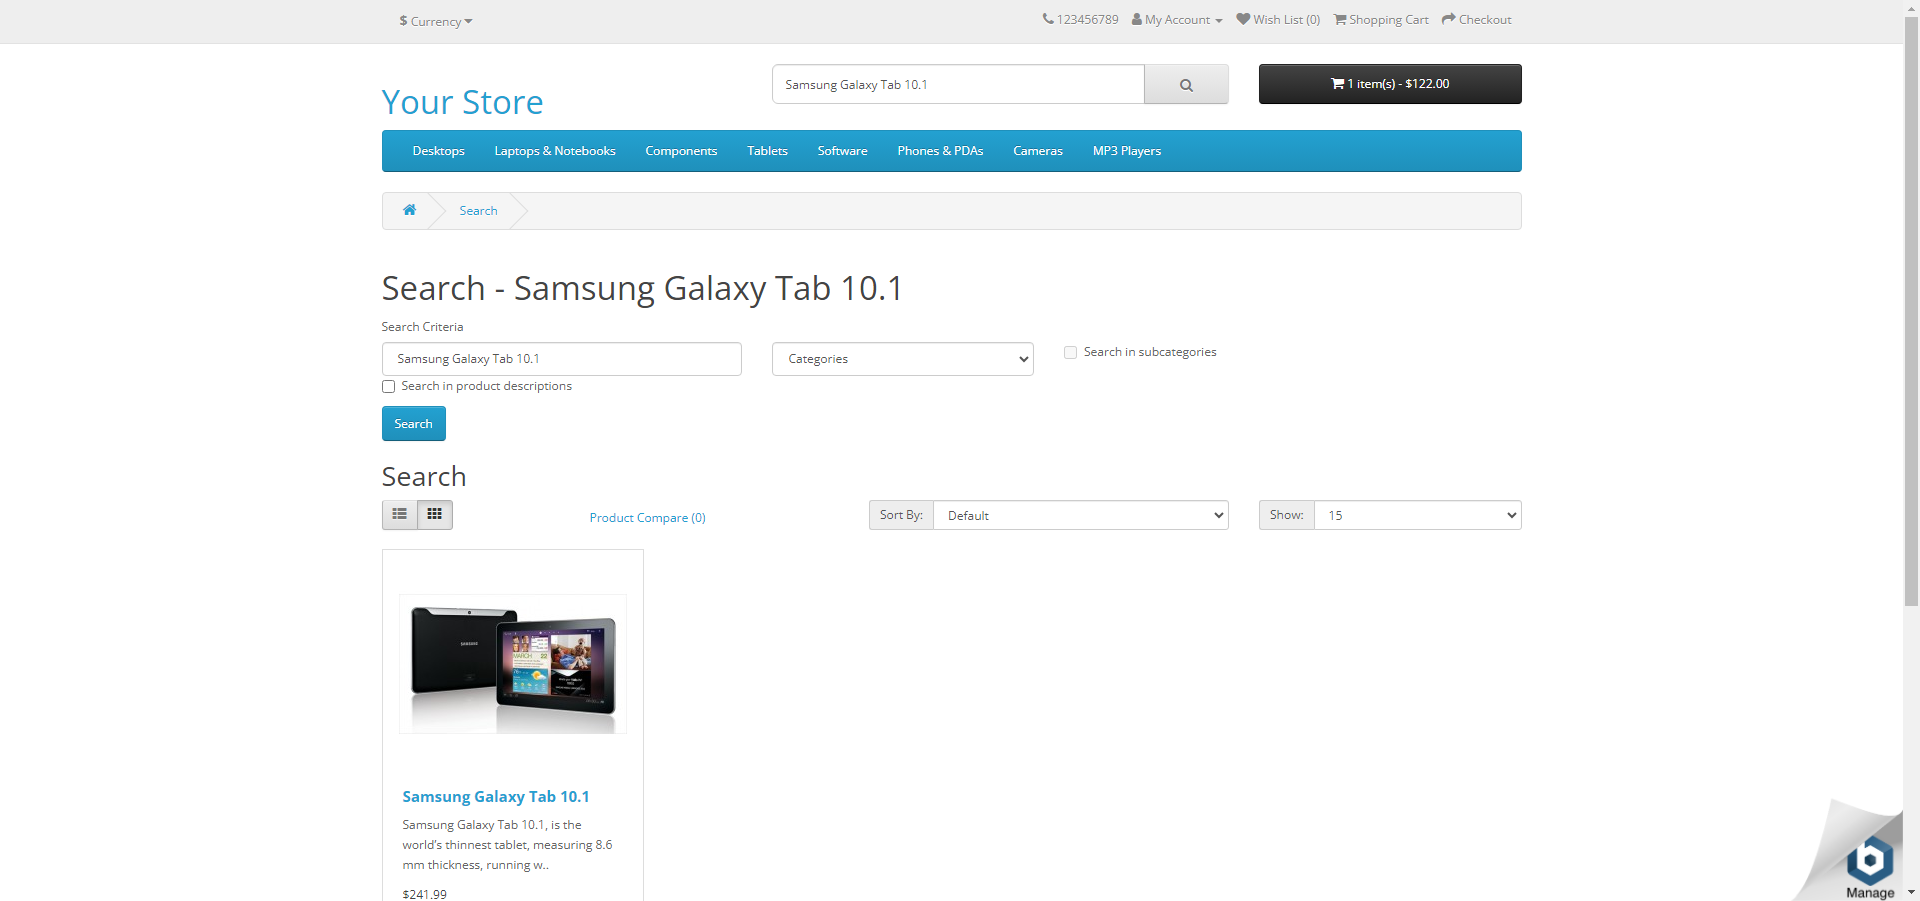 $ Currency
123456789 My Account Wish List (0) Shopping Cart Checkout
Your Store
Samsung Galaxy Tab 10.1
1 item(s) - $122.00
Desktops Laptops & Notebooks Components Tablets Software Phones & PDAs Cameras MP3 Players
Search
Search - Samsung Galaxy Tab 10.1
Search Criteria
Samsung Galaxy Tab 10.1
Categories
Search in subcategories
Search in product descriptions
Search
Search
Product Compare (0)
Sort By: Default
Show: 15
SAMSUNG
MARCH 22
Samsung Galaxy Tab 10.1
Samsung Galaxy Tab 10.1, is the
world's thinnest tablet, measuring 8.6
mm thickness, running w..
$241.99
b
Manage